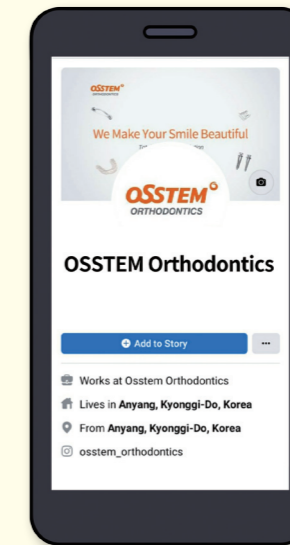 OSSTEM
ORTHODONTICS
We Make Your Smile Beautiful
OSSTEM
ORTHODONTICS
OSSTEM Orthodontics
Add to Story
Works at Osstem Orthodontics
Lives in Anyang, Kyonggi-Do, Korea
From Anyang, Kyonggi-Do, Korea
osstem_orthodontics